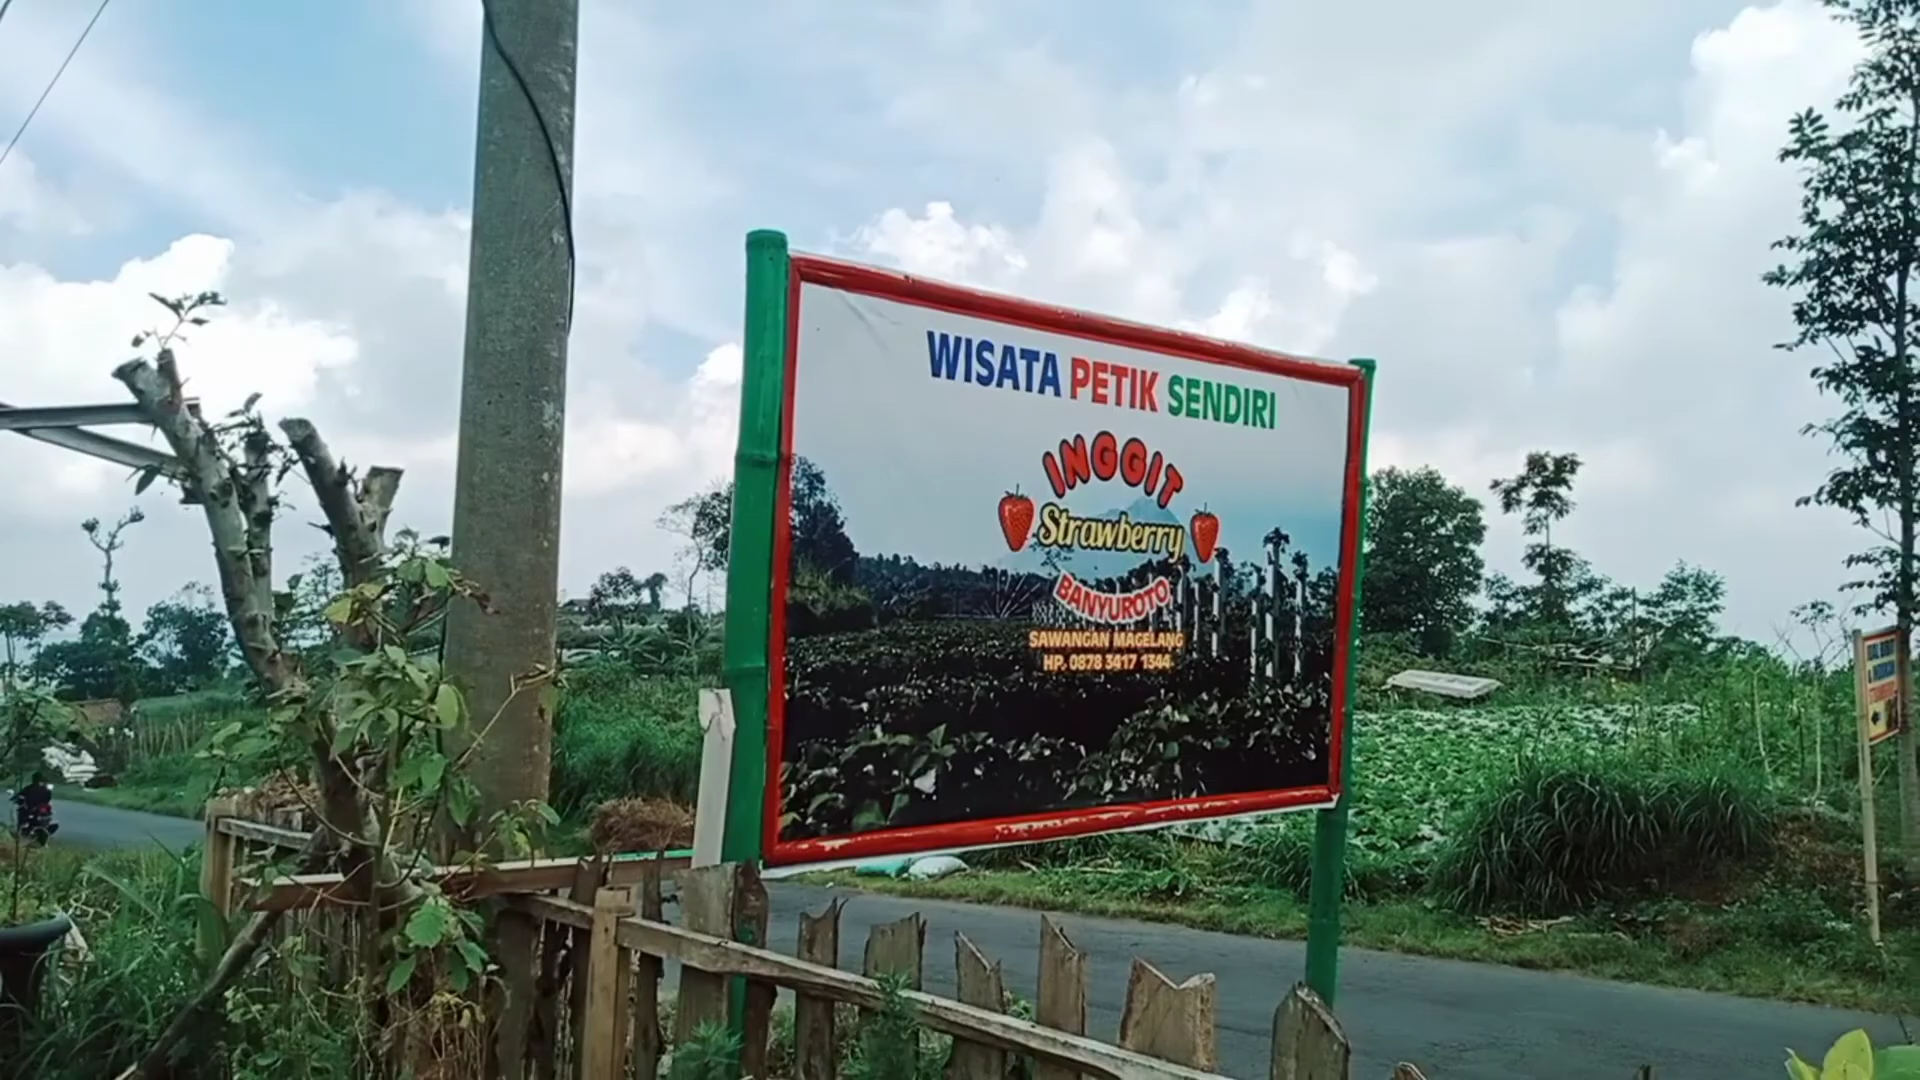 WISATA PETIK SENDIRI
INGGIT
Strawberry
BANYUROTO
SAWANGAN MAGELANG
HP. 0878 3417 1344